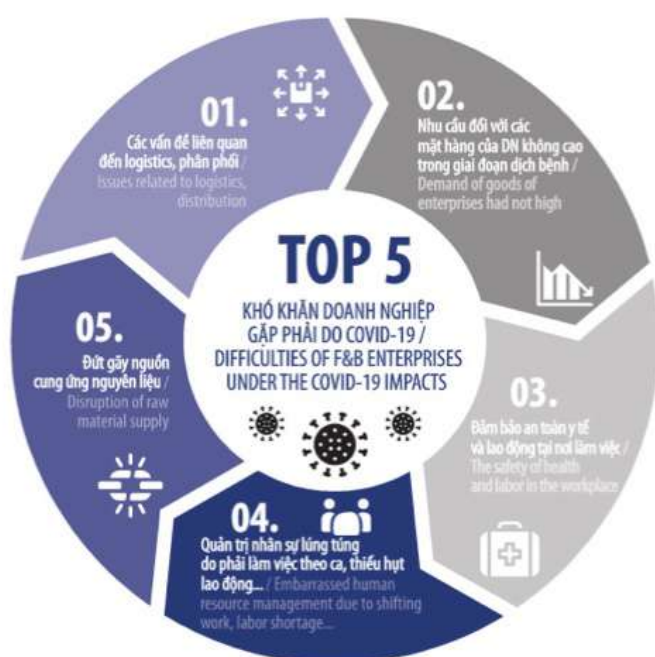 TOP 5
KHÓ KHĂN DOANH NGHIỆP
GẶP PHẢI DO COVID-19 /
DIFFICULTIES OF F&B ENTERPRISES
UNDER THE COVID-19 IMPACTS
01.
Các vấn đề liên quan
đến logistics, phân phối /
Issues related to logistics,
distribution
02.
Nhu cầu đối với các
mặt hàng của DN không cao
trong giai đoạn dịch bệnh /
Demand of goods of
enterprises had not high
03.
Đảm bảo an toàn y tế
và lao động tại nơi làm việc /
The safety of health
and labor in the workplace
04.
Quản trị nhân sự lúng túng
do phải làm việc theo ca, thiếu hụt
lao động... / Embarrassed human
resource management due to shifting
work, labor shortage...
05.
Đứt gãy nguồn
cung ứng nguyên liệu /
Disruption of raw
material supply